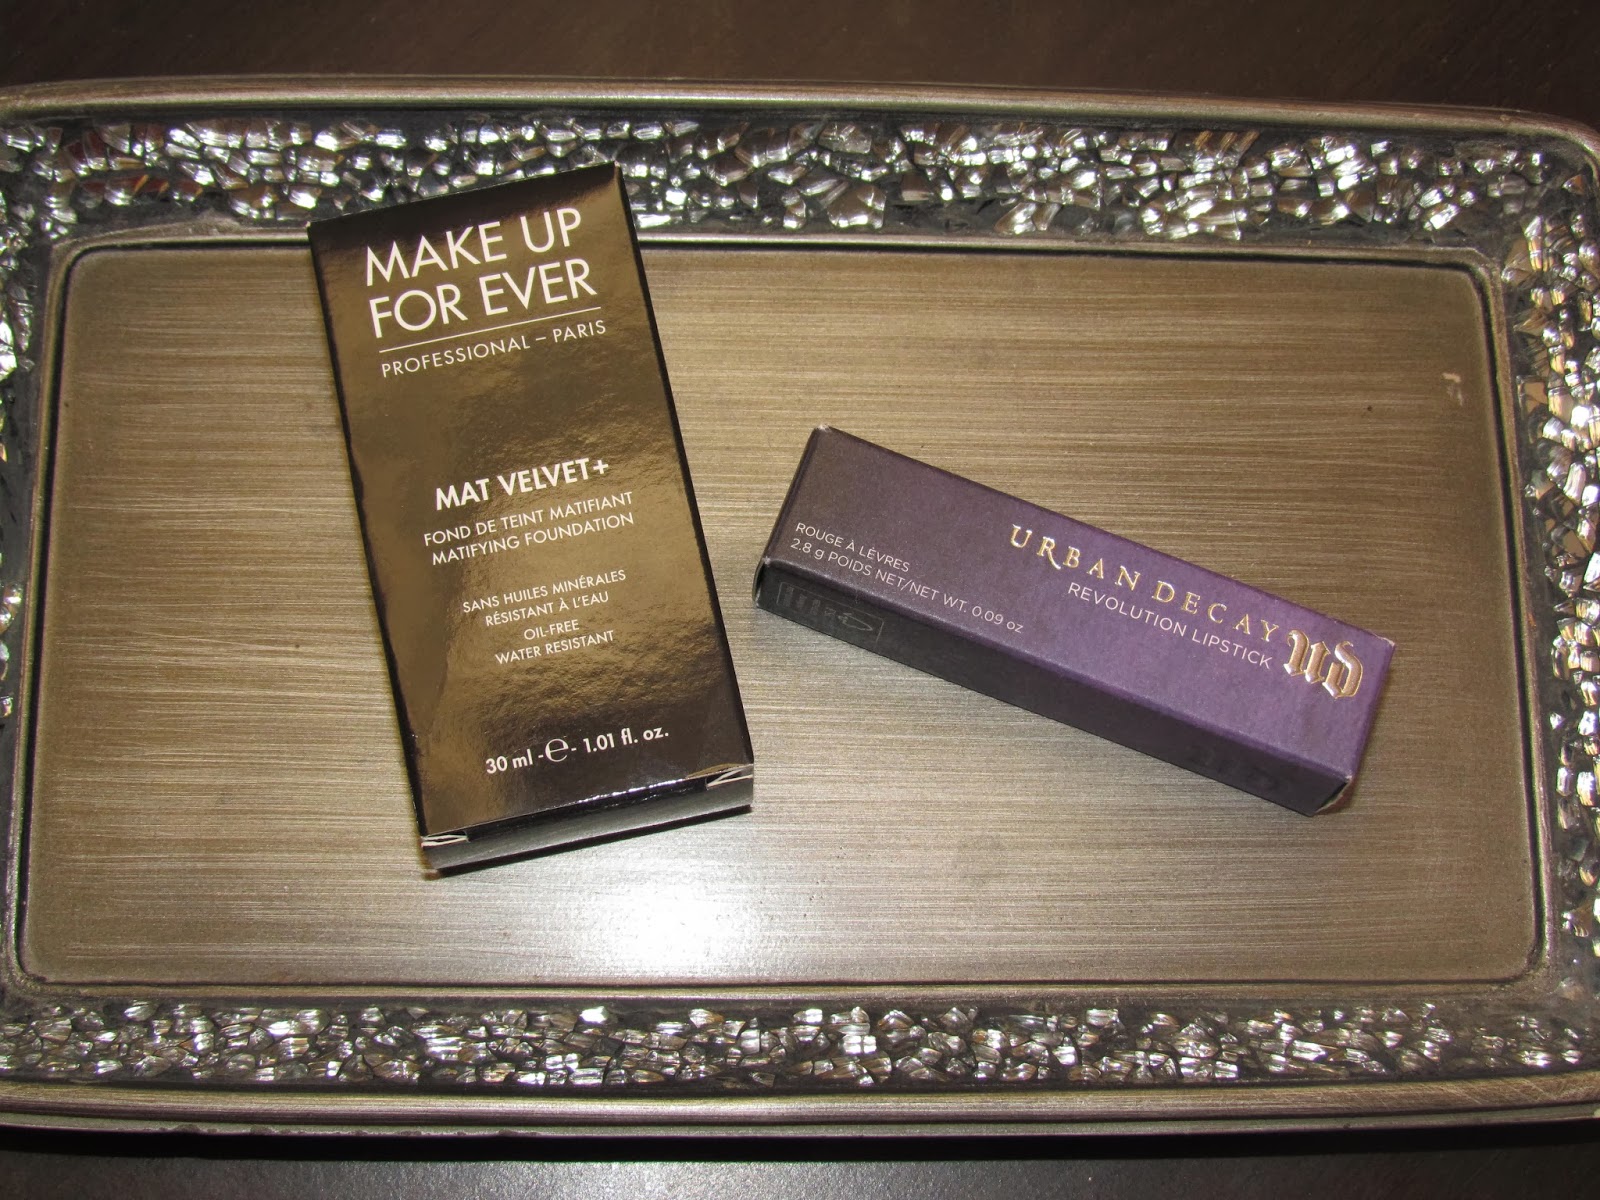 MAKE UP
FOR EVER
PROFESSIONAL – PARIS
MAT VELVET+
FOND DE TEINT MATIFIANT
MATIFYING FOUNDATION
SANS HUILES MINÉRALES
RÉSISTANT À L'EAU
OIL-FREE
WATER RESISTANT
30 ml -e- 1.01 fl. oz.
URBAN DECAY
REVOLUTION LIPSTICK
UD
ROUGE À LÈVRES
2.8 g POIDS NET/NET WT. 0.09 oz